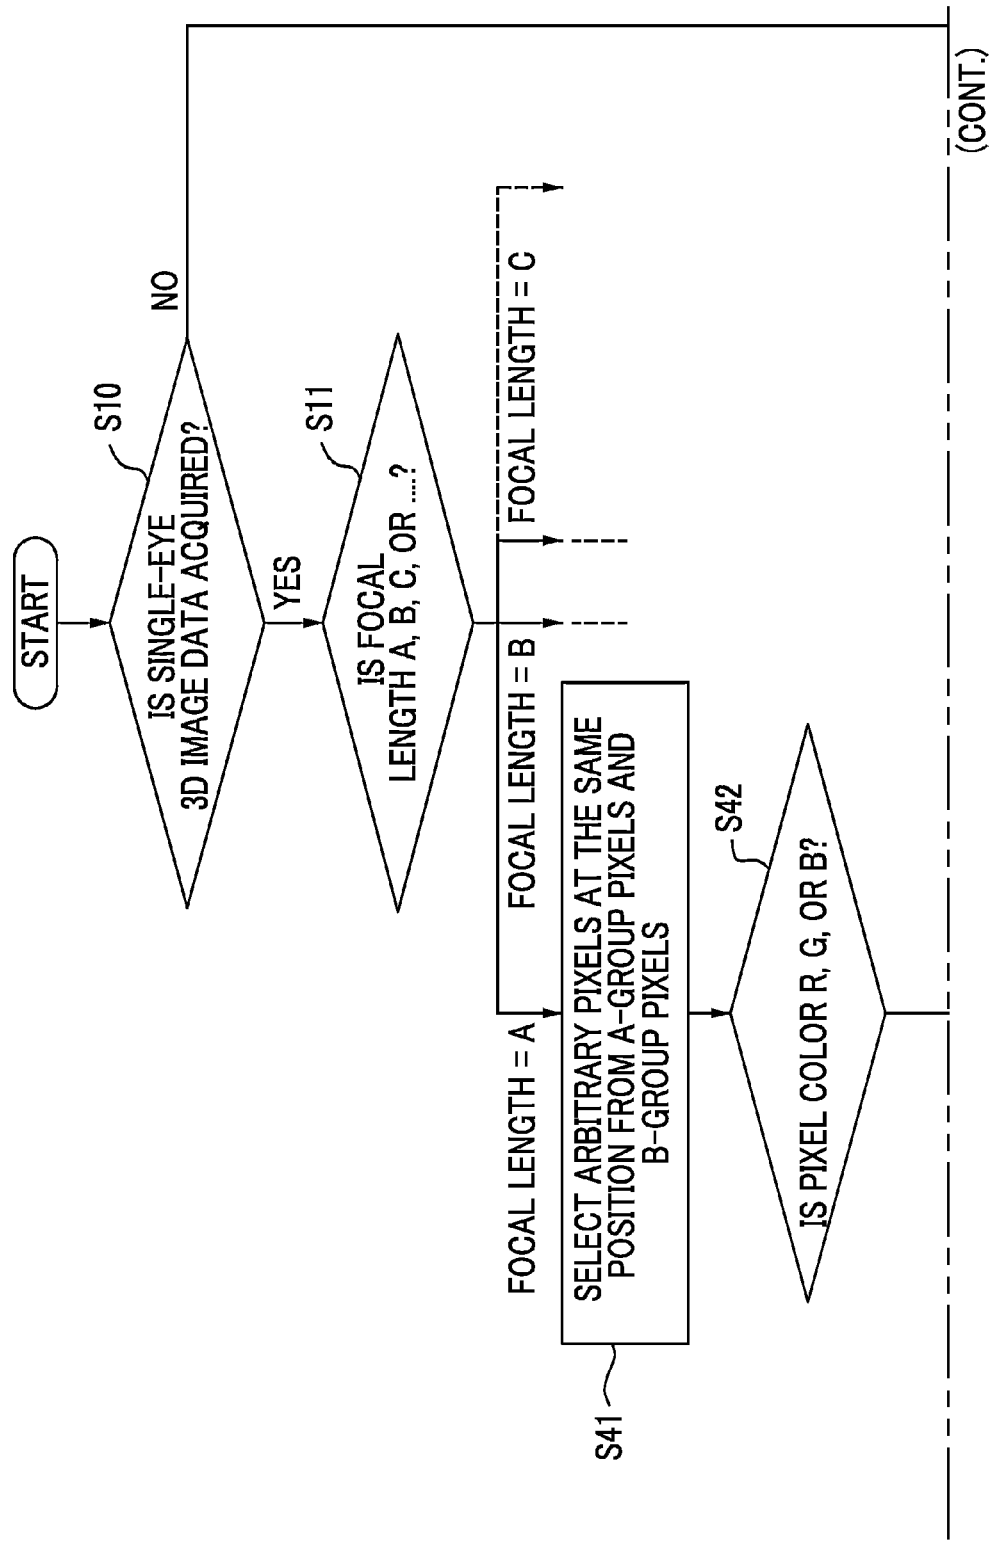 START
IS SINGLE-EYE
3D IMAGE DATA ACQUIRED?
S10
NO
YES
IS FOCAL
LENGTH A, B, C, OR ....?
S11
FOCAL LENGTH = A
FOCAL LENGTH = B
FOCAL LENGTH = C
SELECT ARBITRARY PIXELS AT THE SAME
POSITION FROM A-GROUP PIXELS AND
B-GROUP PIXELS
S41
S42
IS PIXEL COLOR R, G, OR B?
(CONT.)